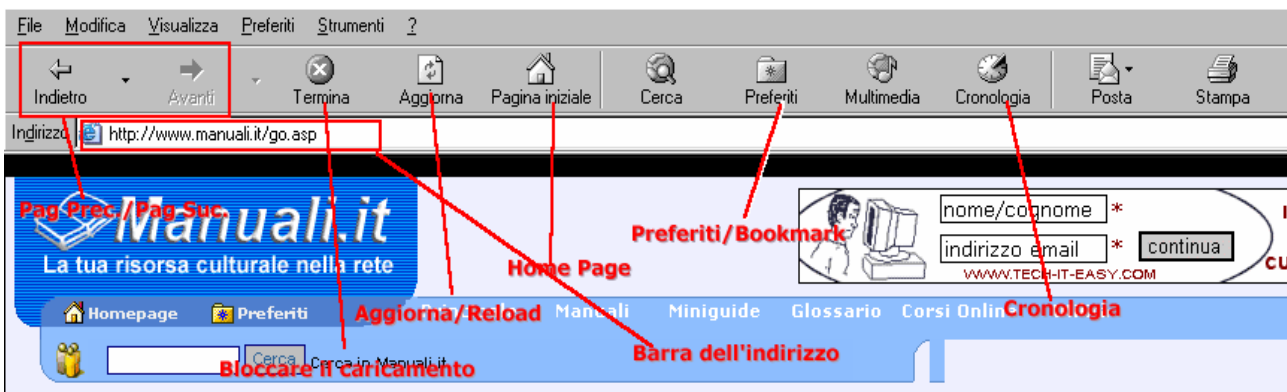 File Modifica Visualizza Preferiti Strumenti ?
Indietro Avanti Termina Aggiorna Pagina iniziale Cerca Preferiti Multimedia Cronologia Posta Stampa
Indirizzo http://www.manuali.it/go.asp
Pag Prec./Pag Suc.
Manuali.it
La tua risorsa culturale nella rete
nome/cognome *
indirizzo email * continua
WWW.TECH-IT-EASY.COM
Preferiti/Bookmark
Home Page
Homepage Preferiti Manuali Miniguide Glossario Corsi Online
Aggiorna/Reload
Cronologia
Cerca Cerca in Manuali.it
Bloccare il caricamento
Barra dell'indirizzo